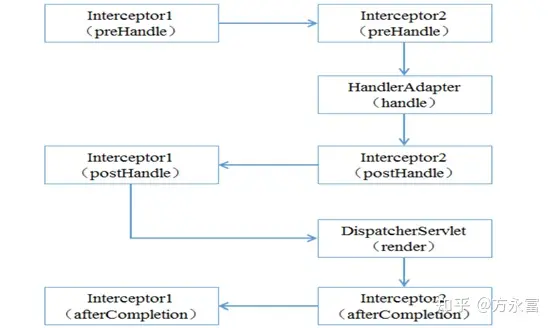 Interceptor1
（preHandle）
Interceptor2
（preHandle）
HandlerAdapter
（handle）
Interceptor1
（postHandle）
Interceptor2
（postHandle）
DispatcherServlet
（render）
Interceptor1
（afterCompletion）
Interceptor2
（afterCompletion）
知乎 @方永富